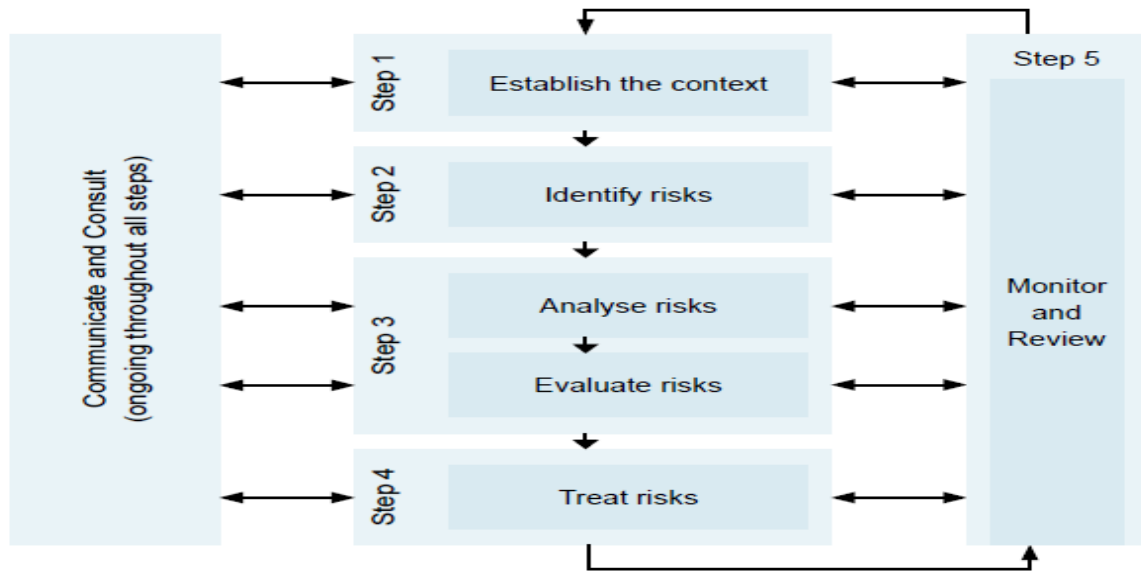 Communicate and Consult
(ongoing throughout all steps)
Step 1
Establish the context
Step 2
Identify risks
Step 3
Analyse risks
Evaluate risks
Step 4
Treat risks
Step 5
Monitor
and
Review